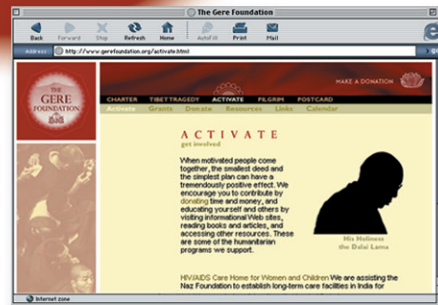 The Gere Foundation
Back Forward Stop Refresh Home AutoFill Print Mail
Address http://www.gerefoundation.org/activate.html
MAKE A DONATION
THE
GERE
FOUNDATION
CHARTER TIBET TRAGEDY ACTIVATE PILGRIM POSTCARD
Activate Grants Donate Resources Links Calendar
ACTIVATE
get involved
When motivated people come
together, the smallest deed and
the simplest plan can have a
tremendously positive effect. We
encourage you to contribute by
donating time and money, and
educating yourself and others by
visiting informational Web sites,
reading books and articles, and
accessing other resources. These
are some of the humanitarian
programs we support.
His Holiness
the Dalai Lama
HIV/AIDS Care Home for Women and Children We are assisting the
Naz Foundation to establish long-term care facilities in India for
Internet zone